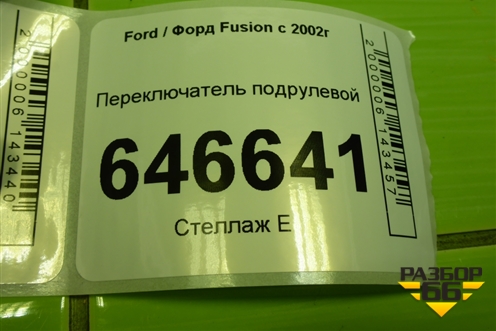 Ford / Форд Fusion с 2002г
Переключатель подрулевой
646641
Стеллаж Е
2000006143457
2000006143440
РАЗБОР
66